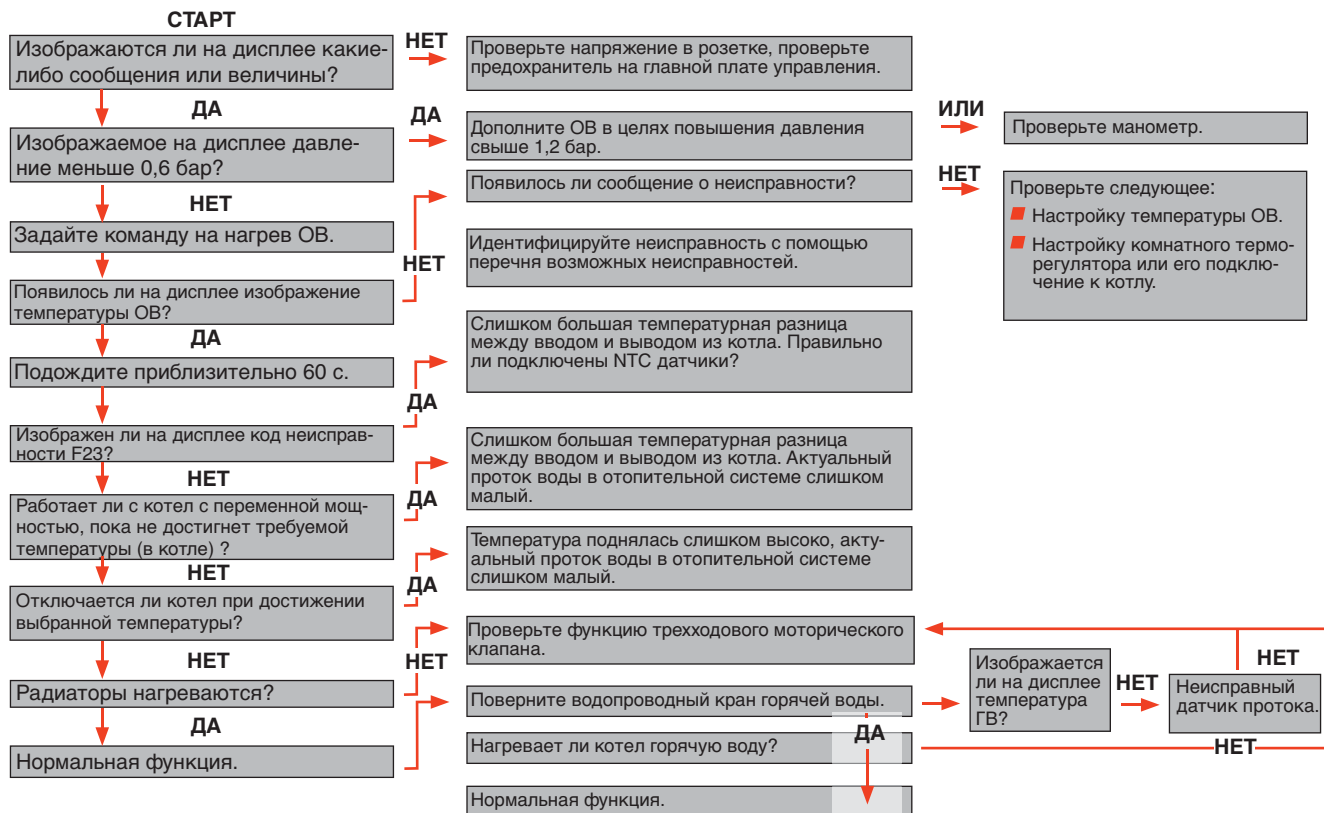 СТАРТ
Изображаются ли на дисплее какие-
либо сообщения или величины?
НЕТ
Проверьте напряжение в розетке, проверьте
предохранитель на главной плате управления.
ДА
Изображаемое на дисплее давле-
ние меньше 0,6 бар?
ДА
Дополните ОВ в целях повышения давления
свыше 1,2 бар.
ИЛИ
Проверьте манометр.
НЕТ
Задайте команду на нагрев ОВ.
Появилось ли на дисплее изображение
температуры ОВ?
НЕТ
Появилось ли сообщение о неисправности?
НЕТ
Проверьте следующее:
Настройку температуры ОВ.
Настройку комнатного термо-
регулятора или его подклю-
чение к котлу.
Идентифицируйте неисправность с помощью
перечня возможных неисправностей.
ДА
Подождите приблизительно 60 с.
Изображен ли на дисплее код неисправ-
ности F23?
ДА
Слишком большая температурная разница
между вводом и выводом из котла. Правильно
ли подключены NTC датчики?
НЕТ
Работает ли с котел с переменной мощ-
ностью, пока не достигнет требуемой
температуры (в котле) ?
ДА
Слишком большая температурная разница
между вводом и выводом из котла. Актуальный
проток воды в отопительной системе слишком
малый.
НЕТ
Отключается ли котел при достижении
выбранной температуры?
ДА
Температура поднялась слишком высоко, акту-
альный проток воды в отопительной системе
слишком малый.
НЕТ
Радиаторы нагреваются?
НЕТ
Проверьте функцию трехходового моторического
клапана.
ДА
Нормальная функция.
Поверните водопроводный кран горячей воды.
Изображается
ли на дисплее
температура
ГВ?
НЕТ
Неисправный
датчик протока.
НЕТ
Нагревает ли котел горячую воду?
ДА
НЕТ
Нормальная функция.